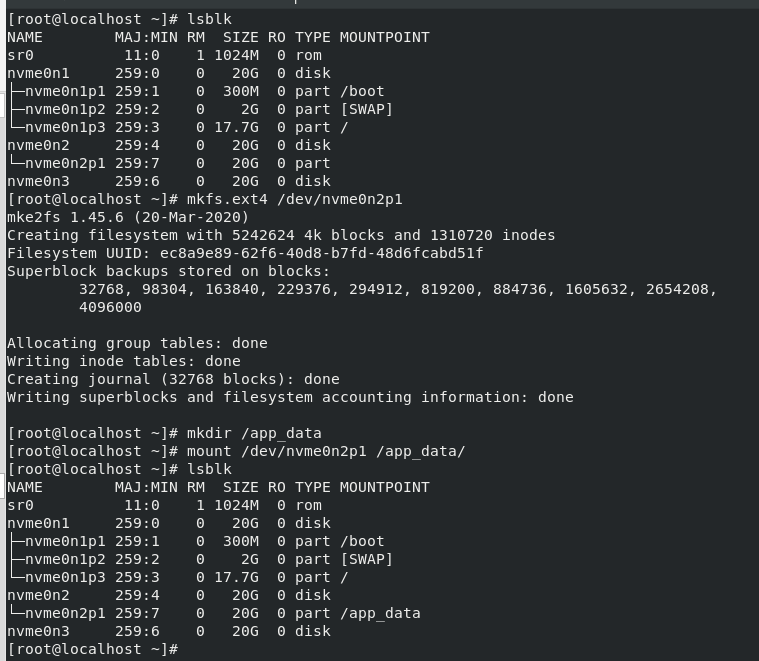 [root@localhost ~]# lsblk
NAME        MAJ:MIN RM  SIZE RO TYPE MOUNTPOINT
sr0          11:0    1 1024M  0 rom
nvme0n1     259:0    0   20G  0 disk
├─nvme0n1p1 259:1    0  300M  0 part /boot
├─nvme0n1p2 259:2    0    2G  0 part [SWAP]
└─nvme0n1p3 259:3    0 17.7G  0 part /
nvme0n2     259:4    0   20G  0 disk
└─nvme0n2p1 259:7    0   20G  0 part
nvme0n3     259:6    0   20G  0 disk
[root@localhost ~]# mkfs.ext4 /dev/nvme0n2p1
mke2fs 1.45.6 (20-Mar-2020)
Creating filesystem with 5242624 4k blocks and 1310720 inodes
Filesystem UUID: ec8a9e89-62f6-40d8-b7fd-48d6fcabd51f
Superblock backups stored on blocks:
        32768, 98304, 163840, 229376, 294912, 819200, 884736, 1605632, 2654208,
        4096000

Allocating group tables: done
Writing inode tables: done
Creating journal (32768 blocks): done
Writing superblocks and filesystem accounting information: done

[root@localhost ~]# mkdir /app_data
[root@localhost ~]# mount /dev/nvme0n2p1 /app_data/
[root@localhost ~]# lsblk
NAME        MAJ:MIN RM  SIZE RO TYPE MOUNTPOINT
sr0          11:0    1 1024M  0 rom
nvme0n1     259:0    0   20G  0 disk
├─nvme0n1p1 259:1    0  300M  0 part /boot
├─nvme0n1p2 259:2    0    2G  0 part [SWAP]
└─nvme0n1p3 259:3    0 17.7G  0 part /
nvme0n2     259:4    0   20G  0 disk
└─nvme0n2p1 259:7    0   20G  0 part /app_data
nvme0n3     259:6    0   20G  0 disk
[root@localhost ~]#